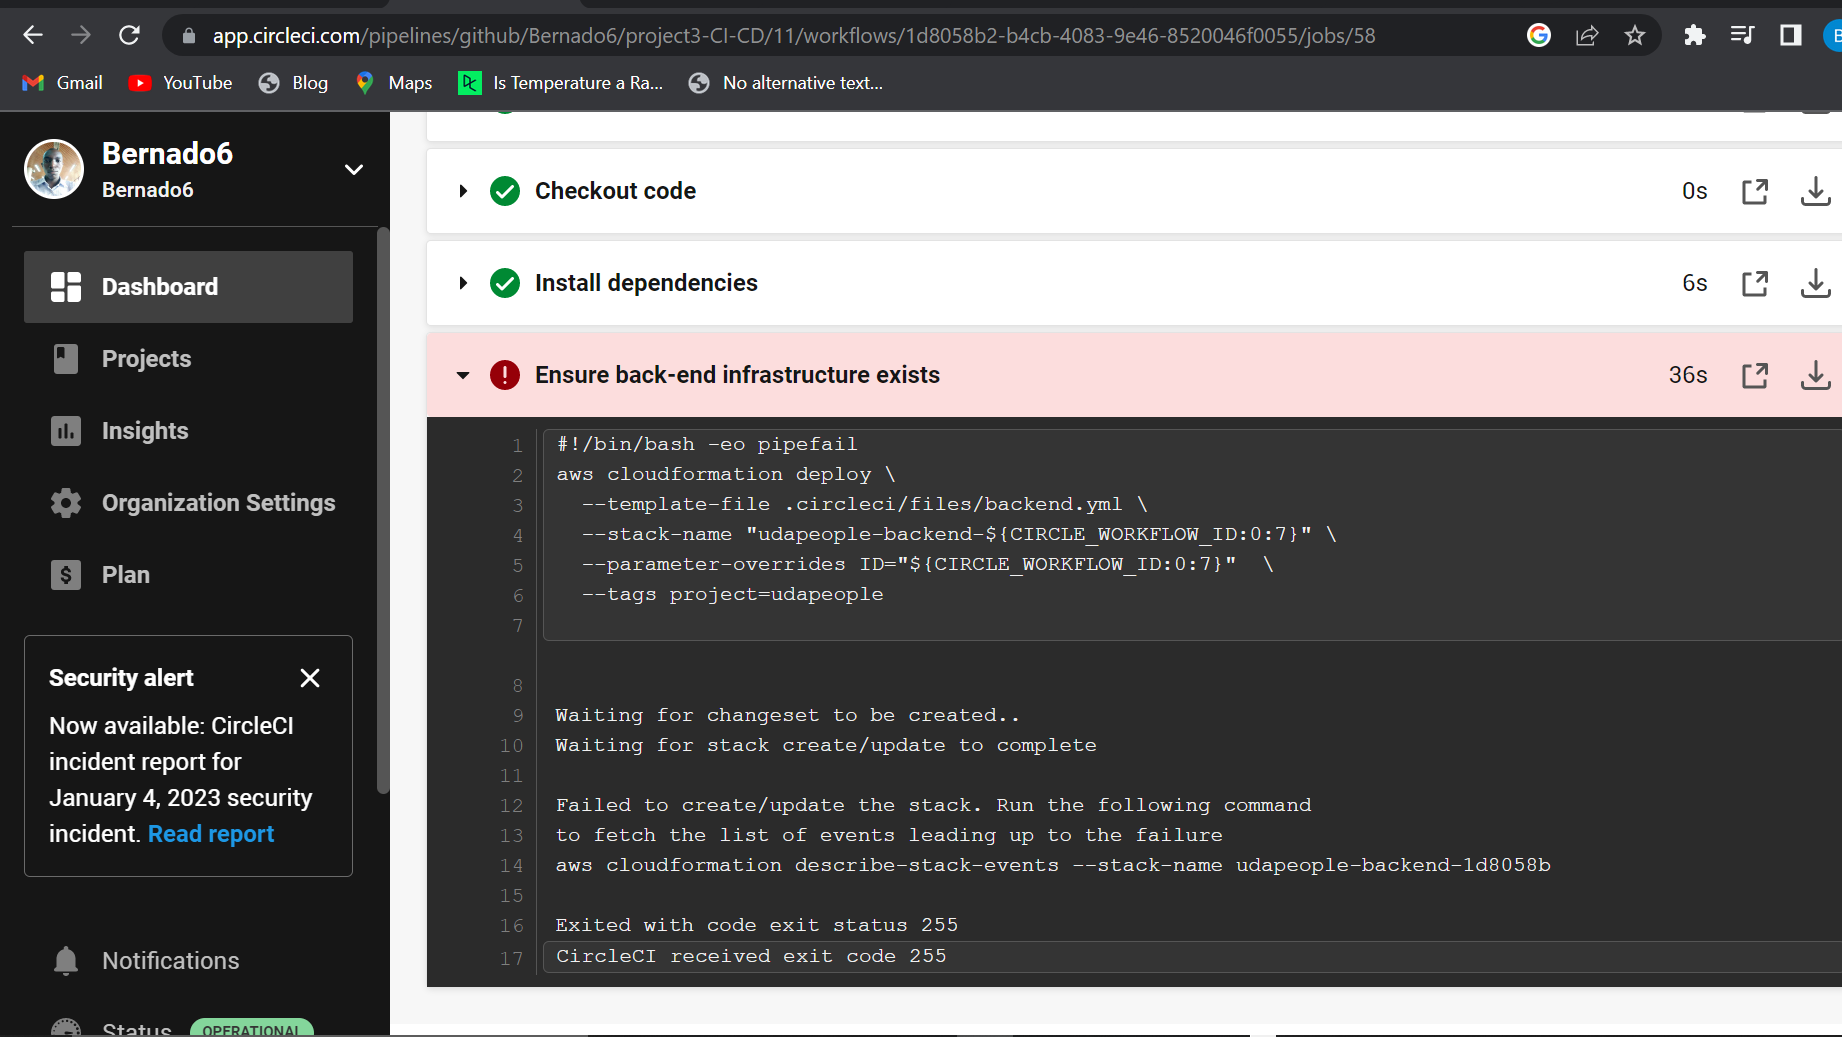 app.circleci.com/pipelines/github/Bernado6/project3-CI-CD/11/workflows/1d8058b2-b4cb-4083-9e46-8520046f0055/jobs/58
Gmail YouTube Blog Maps Is Temperature a Ra... No alternative text...
Bernado6
Bernado6
Dashboard
Projects
Insights
Organization Settings
Plan
Security alert
Now available: CircleCI
incident report for
January 4, 2023 security
incident. Read report
Notifications
Status OPERATIONAL
Checkout code 0s
Install dependencies 6s
Ensure back-end infrastructure exists 36s
1 #!/bin/bash -eo pipefail
2 aws cloudformation deploy \
3 --template-file .circleci/files/backend.yml \
4 --stack-name "udapeople-backend-${CIRCLE_WORKFLOW_ID:0:7}" \
5 --parameter-overrides ID="${CIRCLE_WORKFLOW_ID:0:7}" \
6 --tags project=udapeople
7
8
9 Waiting for changeset to be created..
10 Waiting for stack create/update to complete
11
12 Failed to create/update the stack. Run the following command
13 to fetch the list of events leading up to the failure
14 aws cloudformation describe-stack-events --stack-name udapeople-backend-1d8058b
15
16 Exited with code exit status 255
17 CircleCI received exit code 255